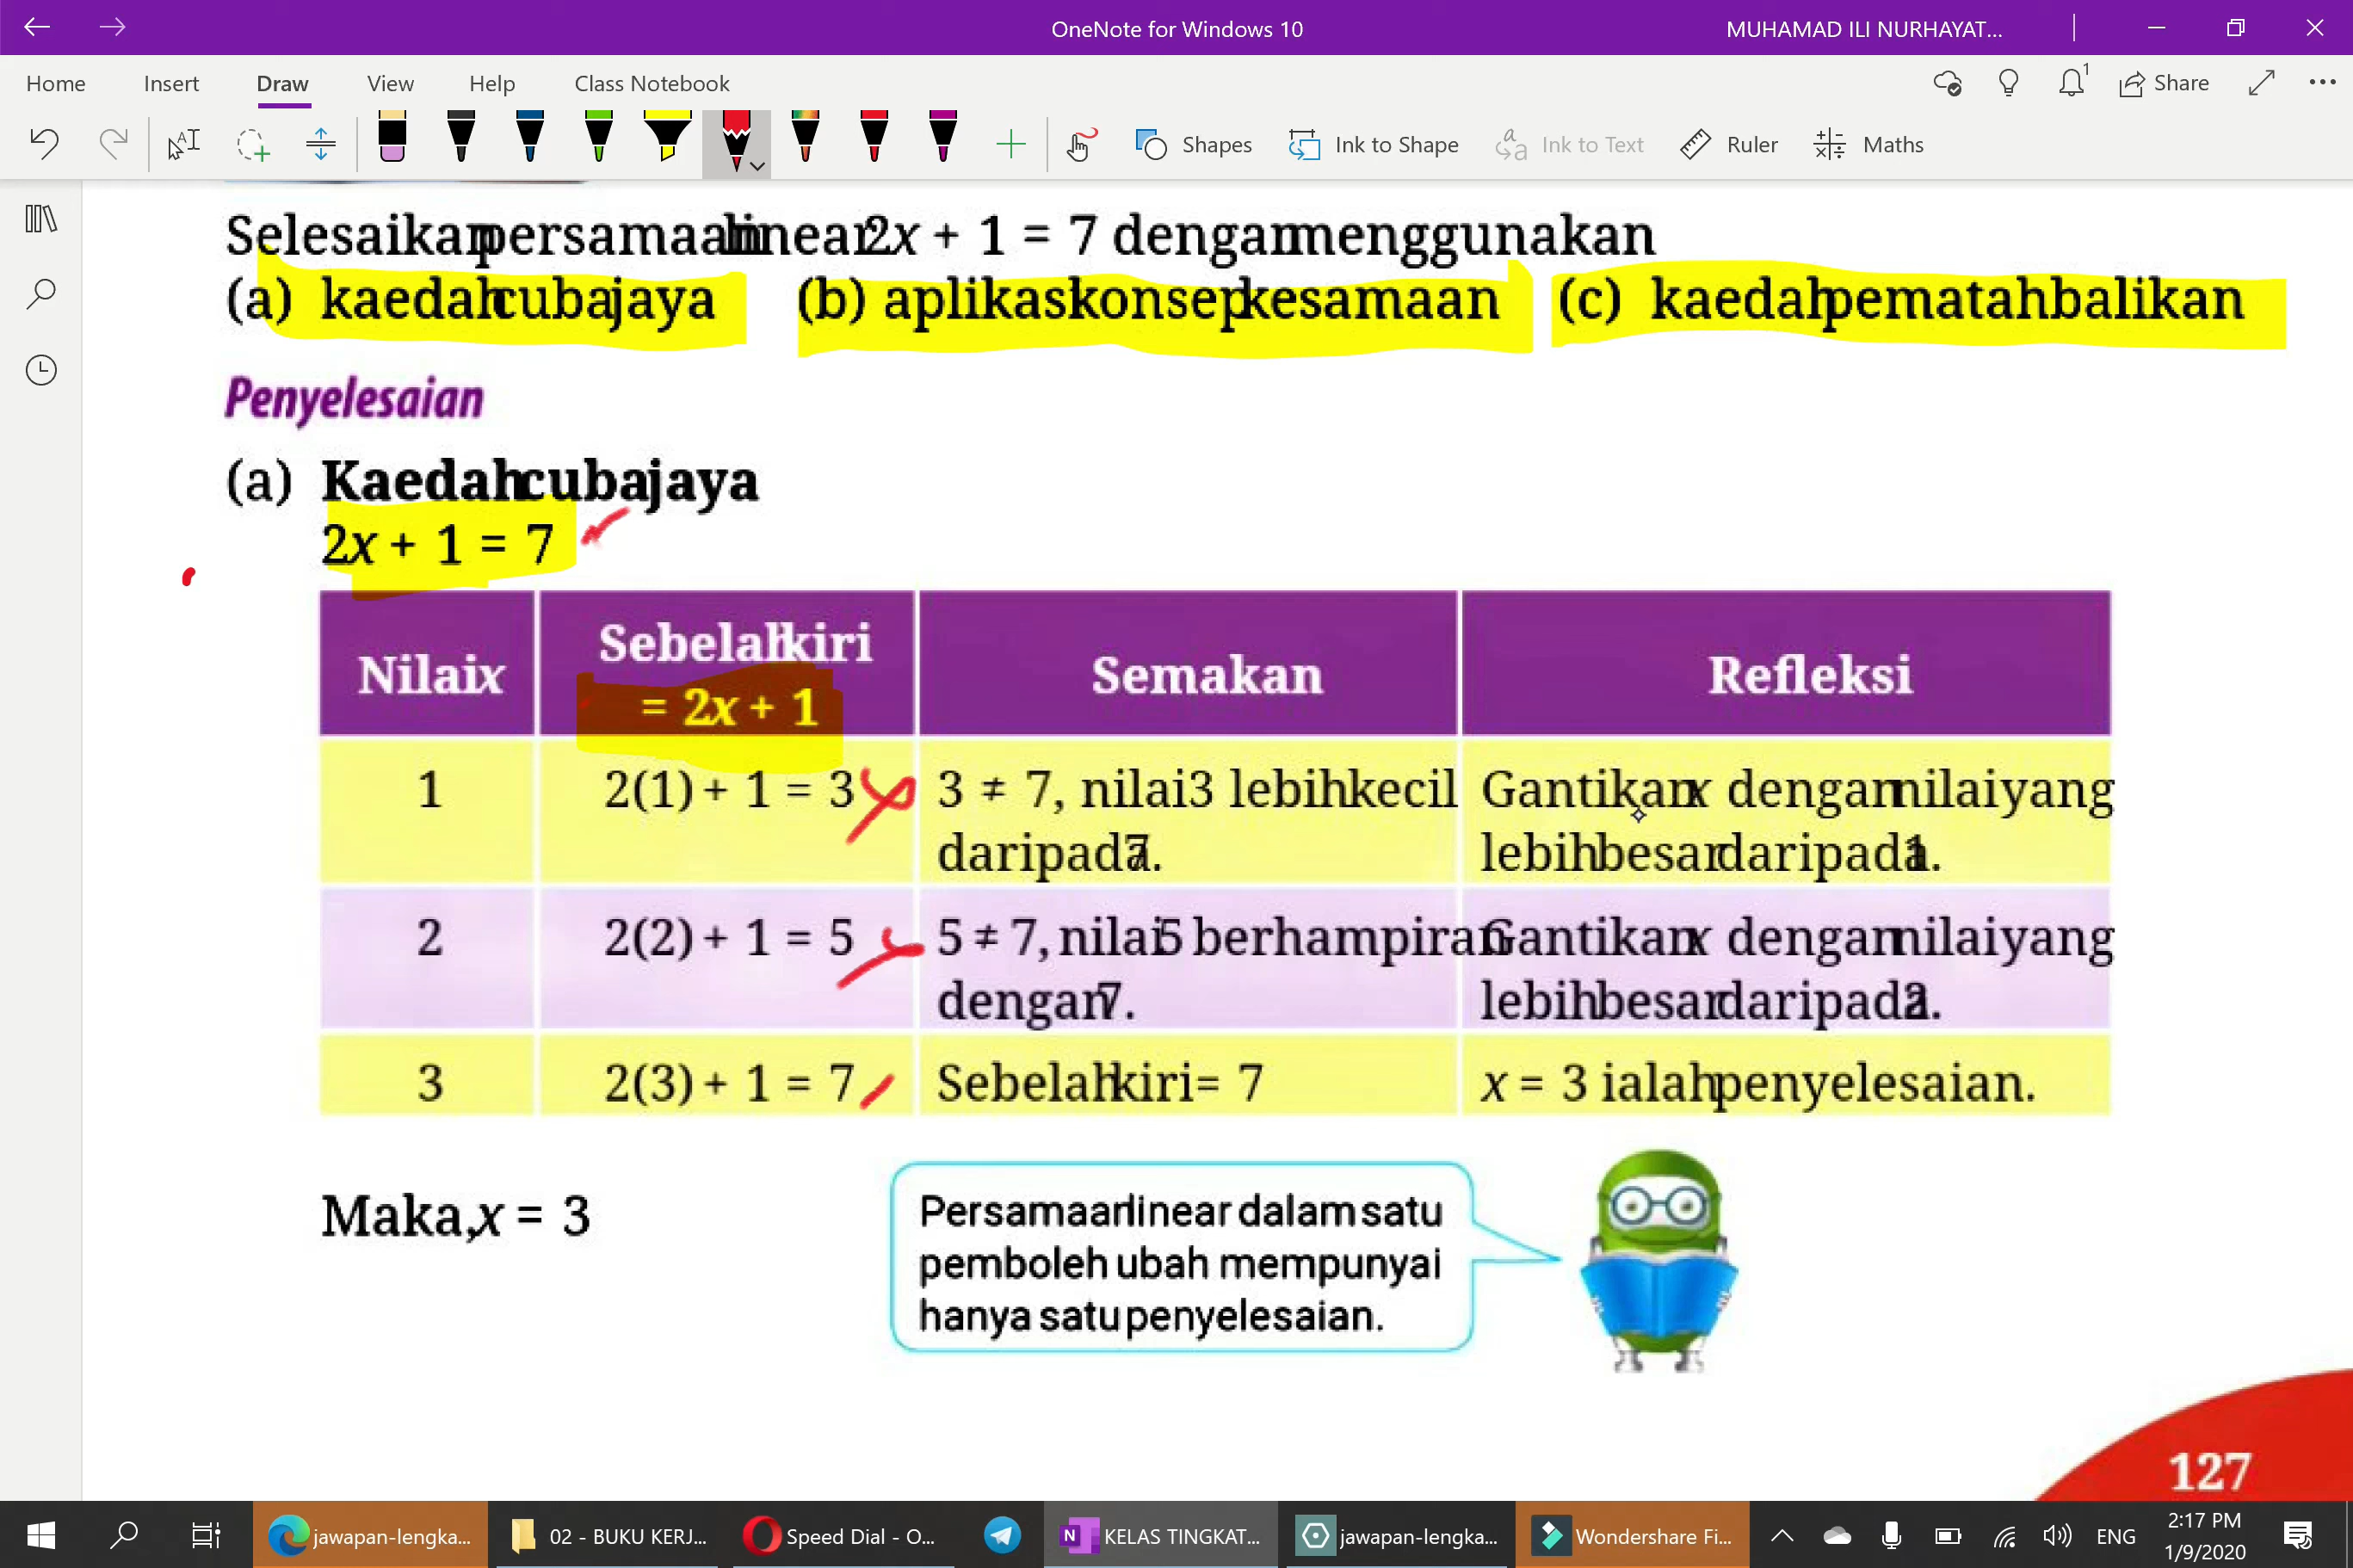 OneNote for Windows 10
MUHAMAD ILI NURHAYAT...
Home Insert Draw View Help Class Notebook
1
Share
Shapes Ink to Shape Ink to Text Ruler Maths
Selesaikan persamaan linear 2x + 1 = 7 dengan menggunakan
(a) kaedah cuba jaya (b) aplikasi konsep kesamaan (c) kaedah pematahbalikan
Penyelesaian
(a) Kaedah cuba jaya
2x + 1 = 7
Nilai x
Sebelah kiri
= 2x + 1
Semakan
Refleksi
1
2(1) + 1 = 3
3 ≠ 7, nilai 3 lebih kecil
daripada 7.
Gantikan x dengan nilai yang
lebih besar daripada 1.
2
2(2) + 1 = 5
5 ≠ 7, nilai 5 berhampiran
dengan 7.
Gantikan x dengan nilai yang
lebih besar daripada 2.
3
2(3) + 1 = 7
Sebelah kiri = 7
x = 3 ialah penyelesaian.
Maka, x = 3
Persamaan linear dalam satu
pemboleh ubah mempunyai
hanya satu penyelesaian.
127
jawapan-lengka... 02 - BUKU KERJ... Speed Dial - O... KELAS TINGKAT... jawapan-lengka... Wondershare Fi... ENG
2:17 PM
1/9/2020